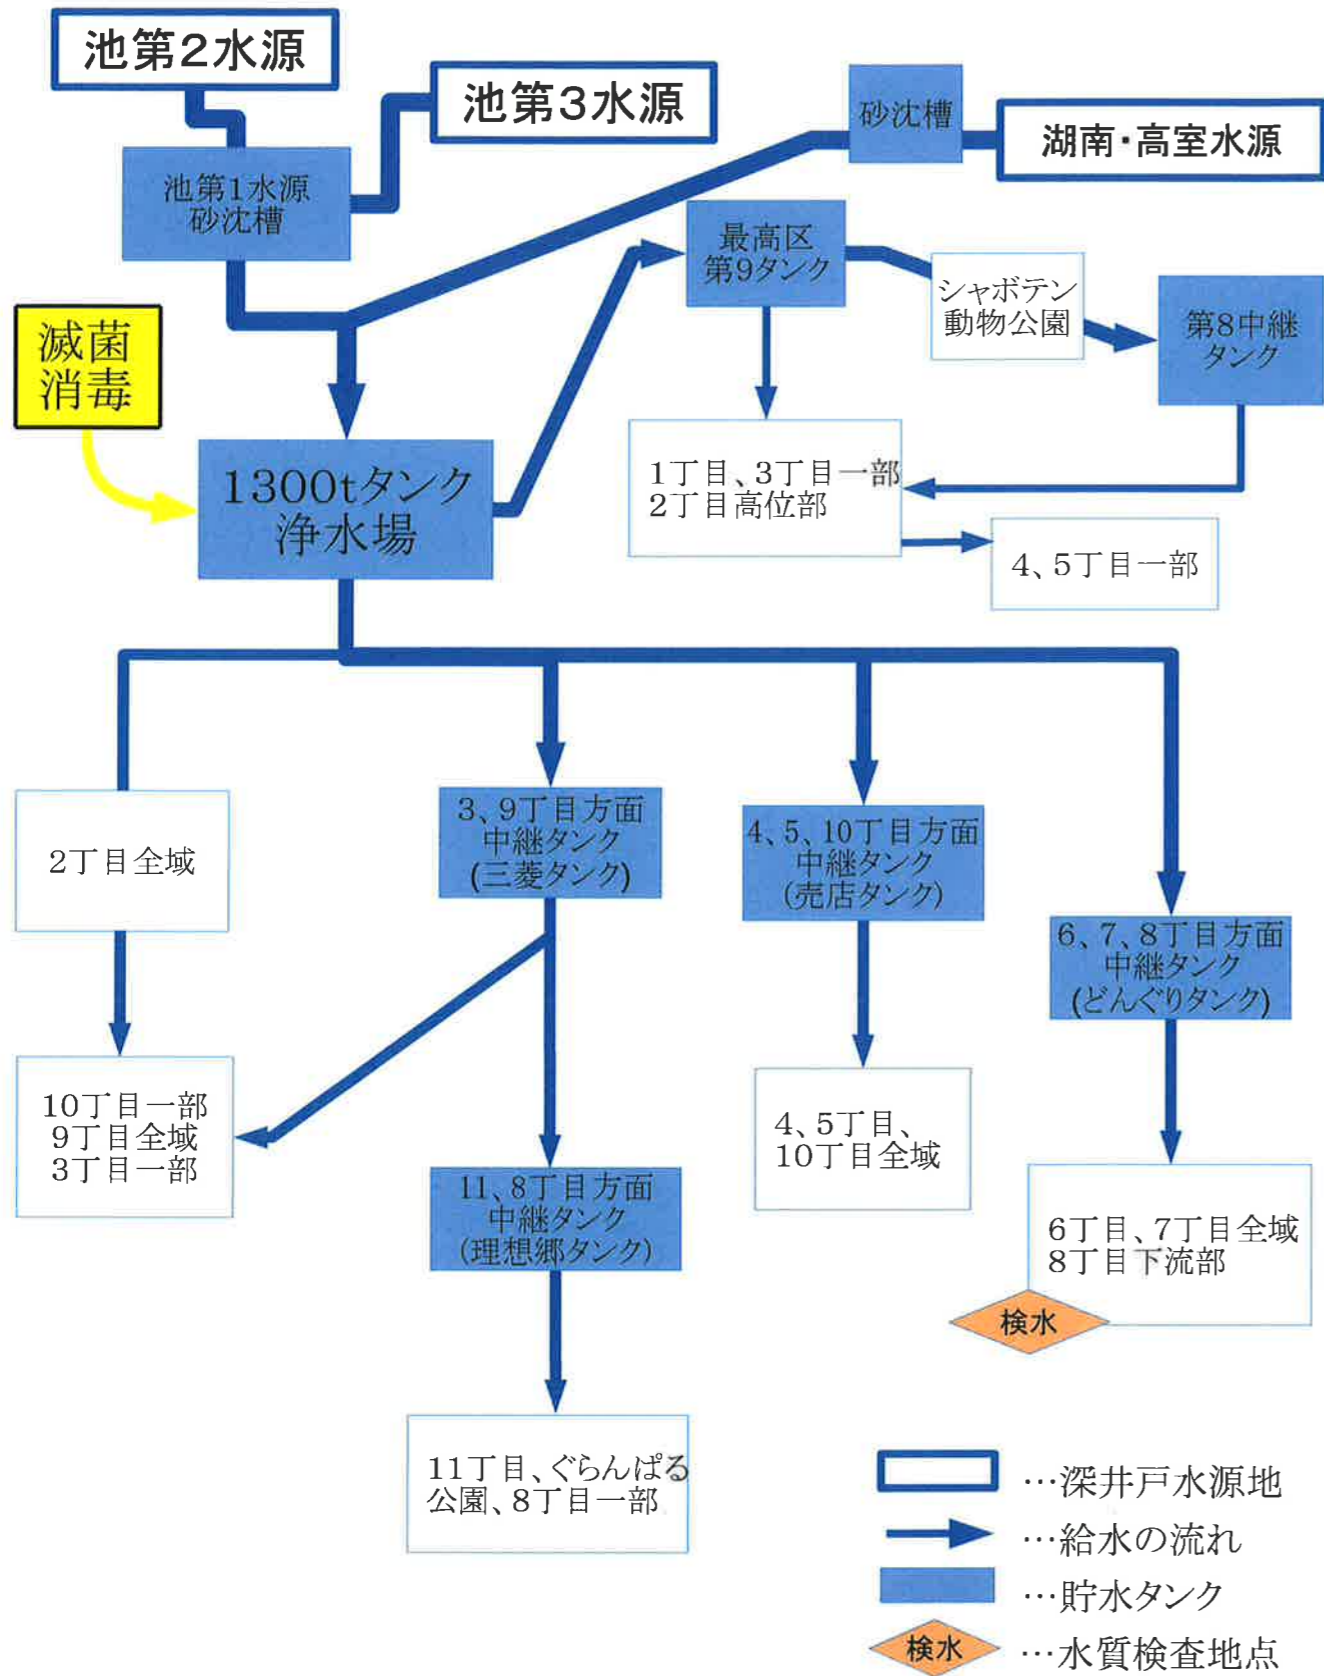 池第2水源
池第3水源
砂沈槽
湖南・高室水源
池第1水源
砂沈槽
最高区
第9タンク
シャボテン
動物公園
第8中継
タンク
滅菌
消毒
1300tタンク
浄水場
1丁目、3丁目一部
2丁目高位部
4、5丁目一部
2丁目全域
3、9丁目方面
中継タンク
(三菱タンク)
4、5、10丁目方面
中継タンク
(売店タンク)
6、7、8丁目方面
中継タンク
(どんぐりタンク)
10丁目一部
9丁目全域
3丁目一部
4、5丁目、
10丁目全域
11、8丁目方面
中継タンク
(理想郷タンク)
6丁目、7丁目全域
8丁目下流部
検水
11丁目、ぐらんぱる
公園、8丁目一部
…深井戸水源地
…給水の流れ
…貯水タンク
検水 …水質検査地点